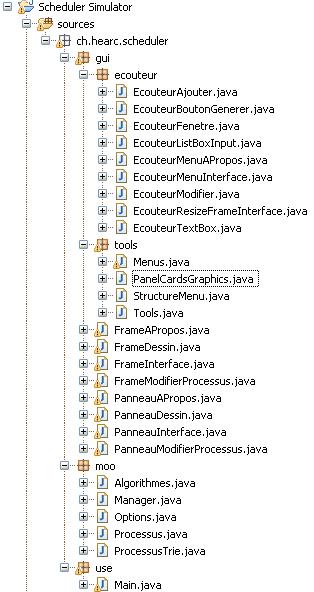 Scheduler Simulator
sources
ch.hearc.scheduler
gui
ecouteur
EcouteurAjouter.java
EcouteurBoutonGenerer.java
EcouteurFenetre.java
EcouteurListBoxInput.java
EcouteurMenuAPropos.java
EcouteurMenuInterface.java
EcouteurModifier.java
EcouteurResizeFrameInterface.java
EcouteurTextBox.java
tools
Menus.java
PanelCardsGraphics.java
StructureMenu.java
Tools.java
FrameAPropos.java
FrameDessin.java
FrameInterface.java
FrameModifierProcessus.java
PanneauAPropos.java
PanneauDessin.java
PanneauInterface.java
PanneauModifierProcessus.java
moo
Algorithmes.java
Manager.java
Options.java
Processus.java
ProcessusTrie.java
use
Main.java